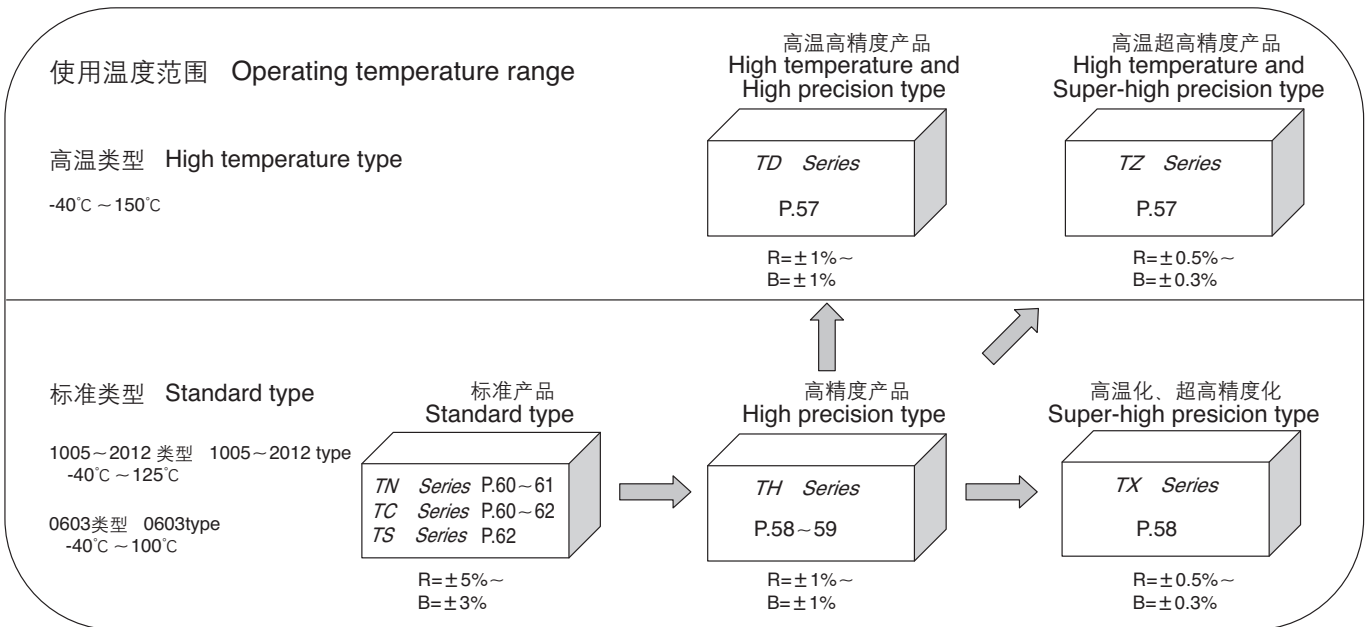 使用温度范围 Operating temperature range
高温高精度产品
High temperature and
High precision type
高温超高精度产品
High temperature and
Super-high precision type
高温类型 High temperature type
-40℃～150℃
TD Series
P.57
R=±1%～
B=±1%
TZ Series
P.57
R=±0.5%～
B=±0.3%
标准类型 Standard type
1005～2012 类型 1005～2012 type
-40℃～125℃
0603类型 0603type
-40℃～100℃
标准产品
Standard type
TN Series P.60～61
TC Series P.60～62
TS Series P.62
R=±5%～
B=±3%
高精度产品
High precision type
TH Series
P.58～59
R=±1%～
B=±1%
高温化、超高精度化
Super-high presicion type
TX Series
P.58
R=±0.5%～
B=±0.3%